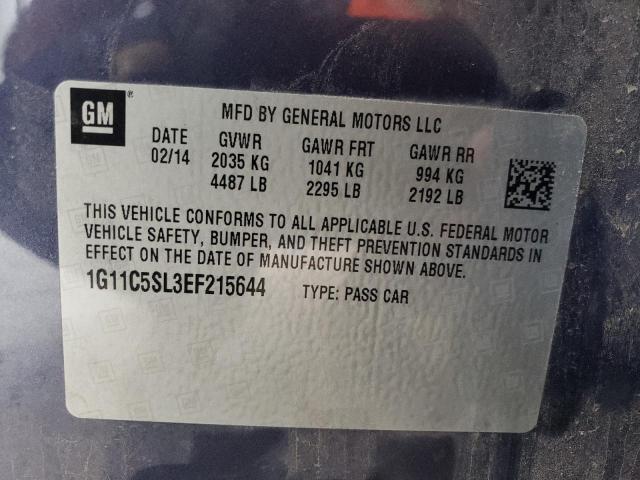 GM
MFD BY GENERAL MOTORS LLC
DATE GVWR GAWR FRT GAWR RR
02/14 2035 KG 1041 KG 994 KG
4487 LB 2295 LB 2192 LB
THIS VEHICLE CONFORMS TO ALL APPLICABLE U.S. FEDERAL MOTOR
VEHICLE SAFETY, BUMPER, AND THEFT PREVENTION STANDARDS IN
EFFECT ON THE DATE OF MANUFACTURE SHOWN ABOVE.
1G11C5SL3EF215644 TYPE: PASS CAR